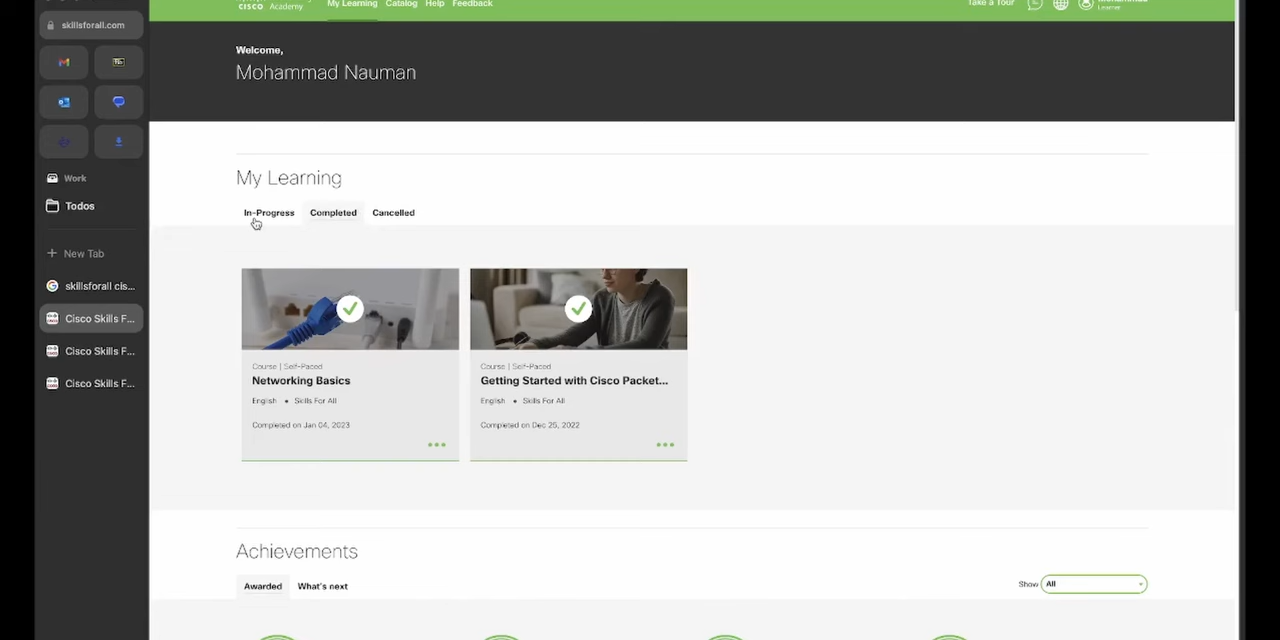 skillsforall.com
CISCO Academy
My Learning Catalog Help Feedback
Take a Tour
Learner
Welcome,
Mohammad Nauman
Work
Todos
New Tab
skillsforall cis...
Cisco Skills F...
Cisco Skills F...
Cisco Skills F...
My Learning
In-Progress Completed Cancelled
Course | Self-Paced
Networking Basics
English • Skills For All
Completed on Jan 04, 2023
Course | Self-Paced
Getting Started with Cisco Packet...
English • Skills For All
Completed on Dec 25, 2022
Achievements
Awarded What's next
Show All